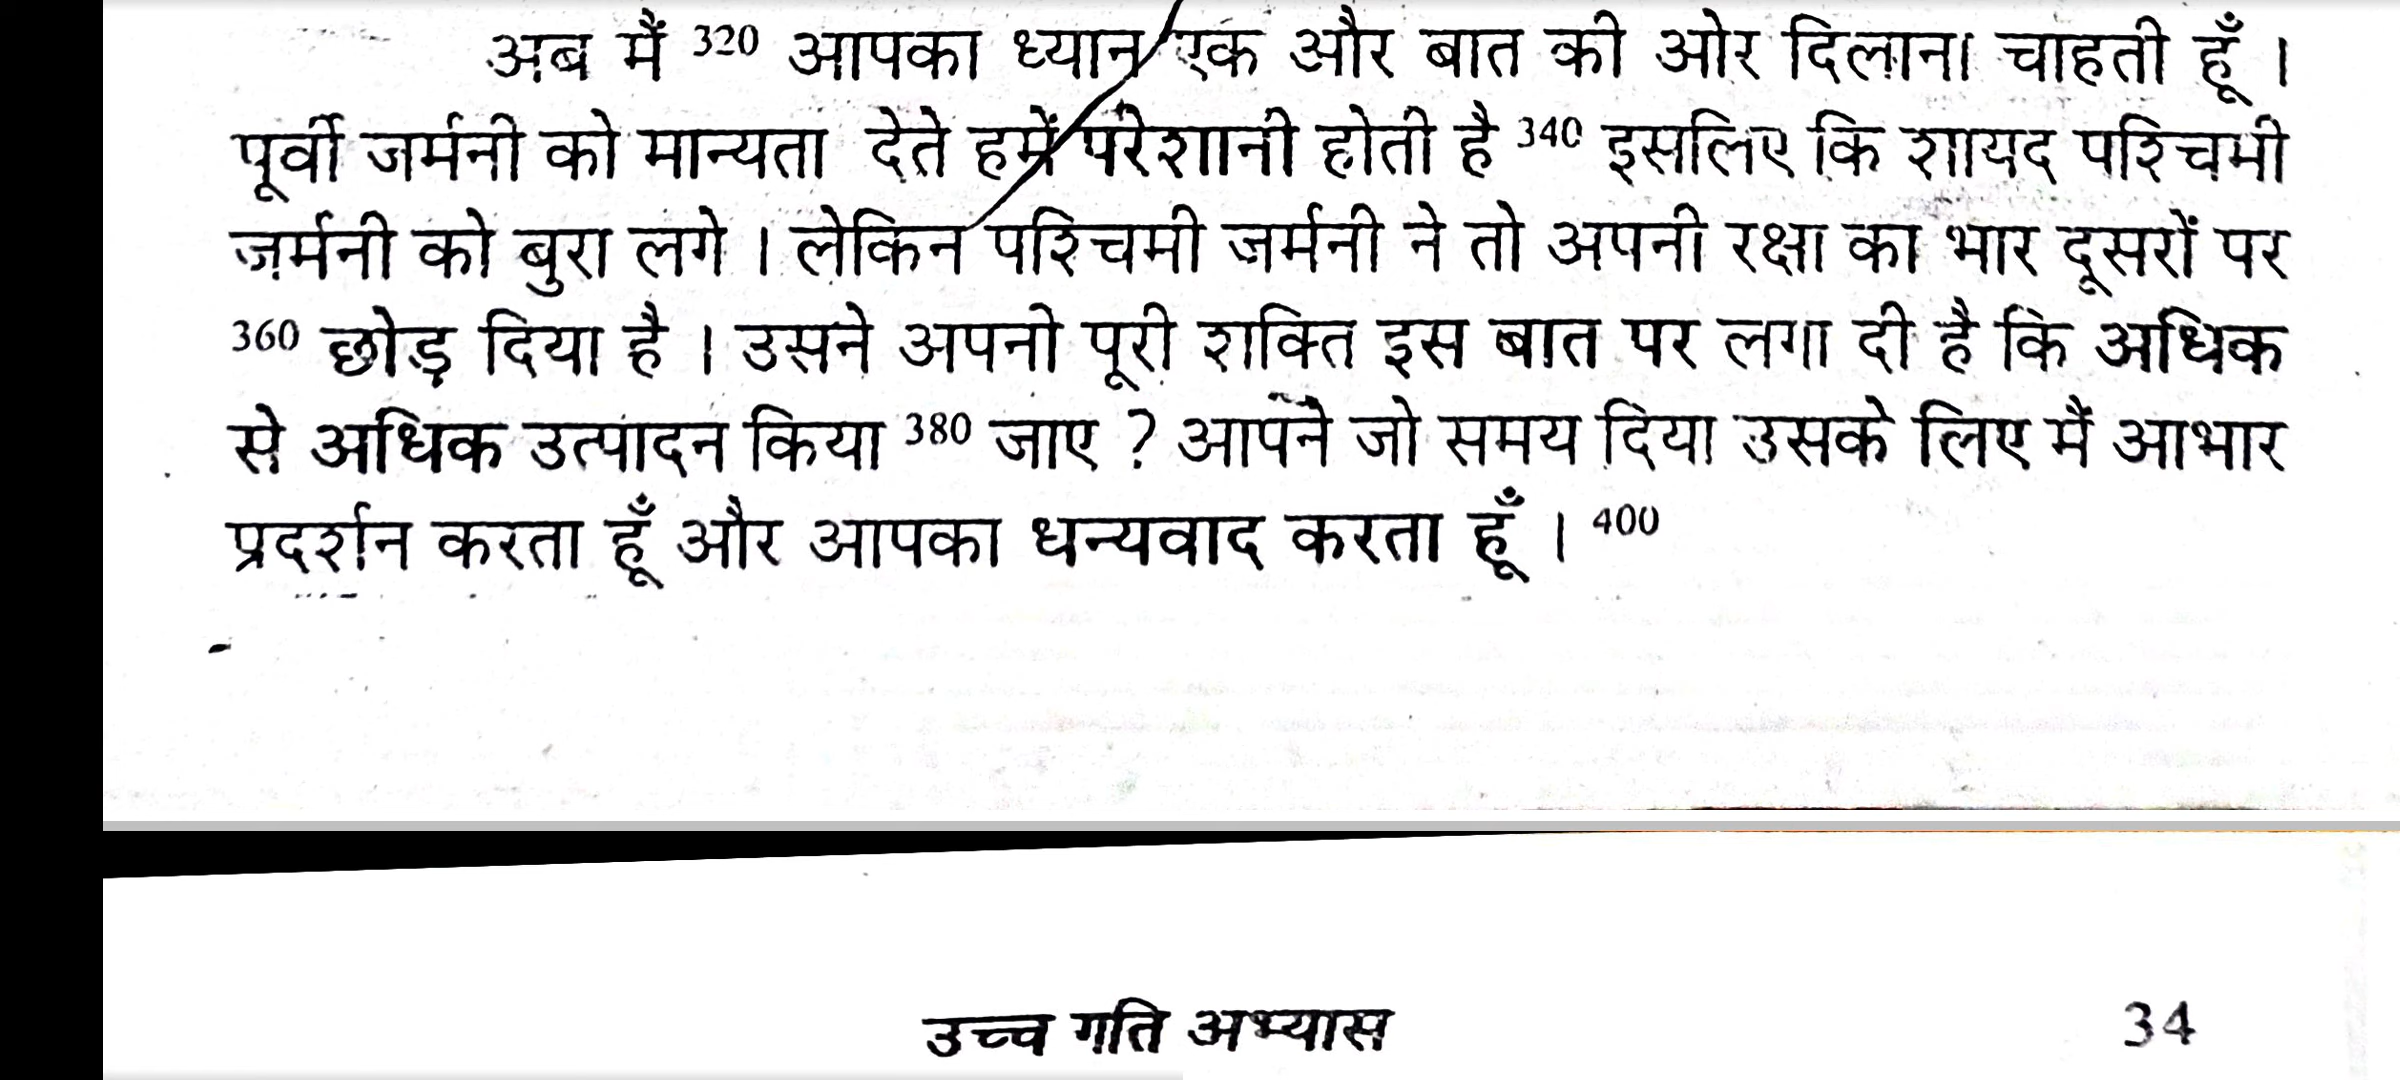 अब मैं 320 आपका ध्यान एक और बात की ओर दिलाना चाहती हूँ ।
पूर्वी जर्मनी को मान्यता देते हमें परेशानी होती है 340 इसलिए कि शायद पश्चिमी
जर्मनी को बुरा लगे । लेकिन पश्चिमी जर्मनी ने तो अपनी रक्षा का भार दूसरों पर
360 छोड़ दिया है । उसने अपनी पूरी शक्ति इस बात पर लगा दी है कि अधिक
से अधिक उत्पादन किया 380 जाए ? आपने जो समय दिया उसके लिए मैं आभार
प्रदर्शन करता हूँ और आपका धन्यवाद करता हूँ । 400
उच्च गति अभ्यास 34